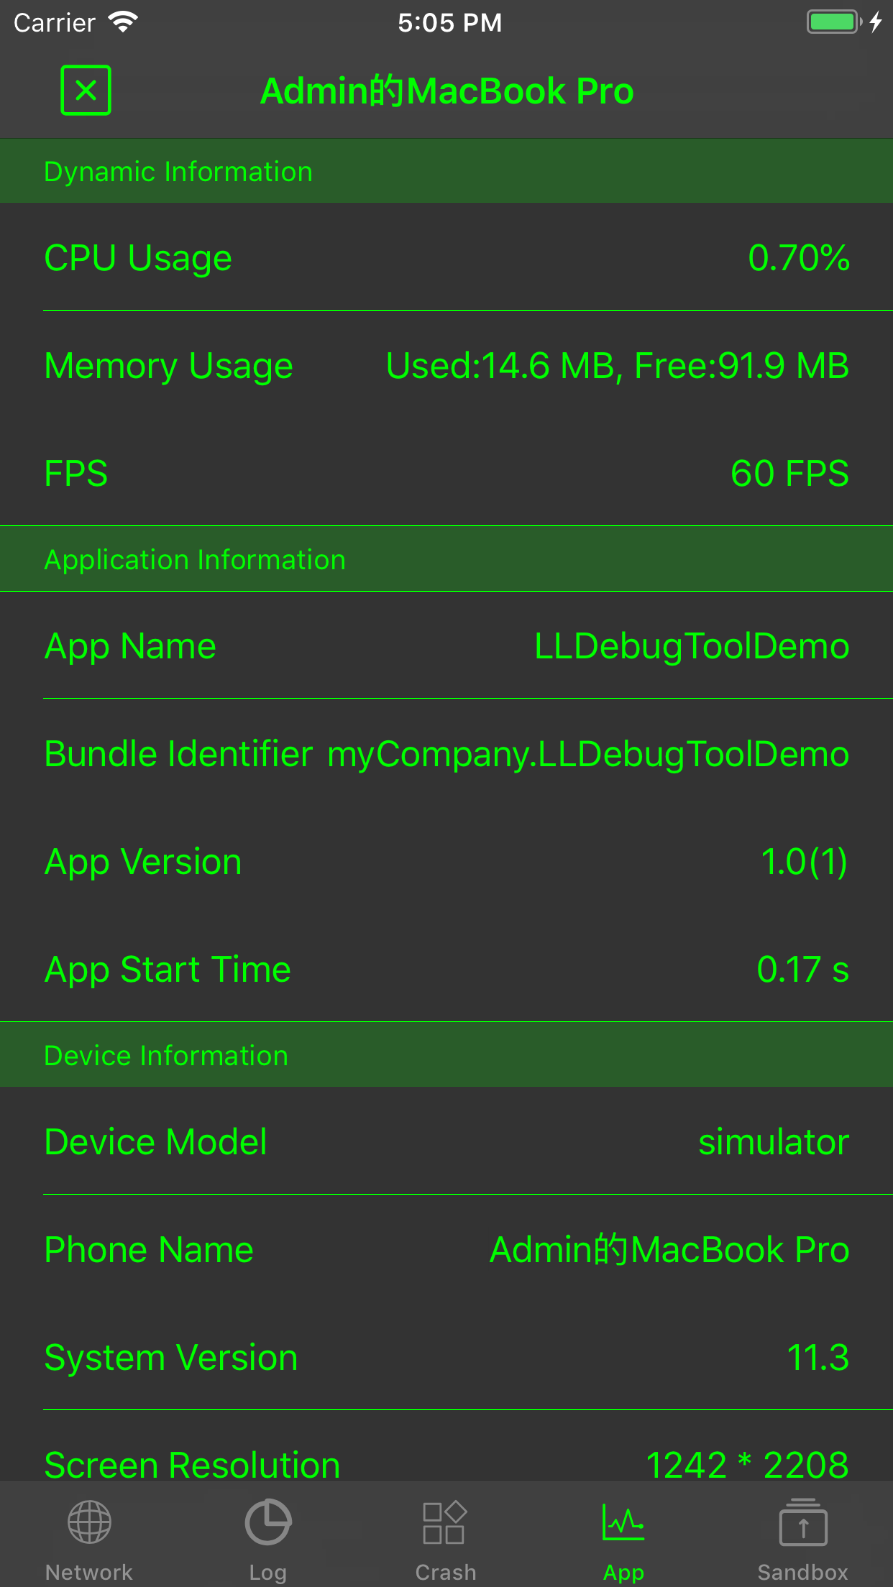 Carrier 5:05 PM
Admin的MacBook Pro
Dynamic Information
CPU Usage 0.70%
Memory Usage Used:14.6 MB, Free:91.9 MB
FPS 60 FPS
Application Information
App Name LLDebugToolDemo
Bundle Identifier myCompany.LLDebugToolDemo
App Version 1.0(1)
App Start Time 0.17 s
Device Information
Device Model simulator
Phone Name Admin的MacBook Pro
System Version 11.3
Screen Resolution 1242 * 2208
Network Log Crash App Sandbox